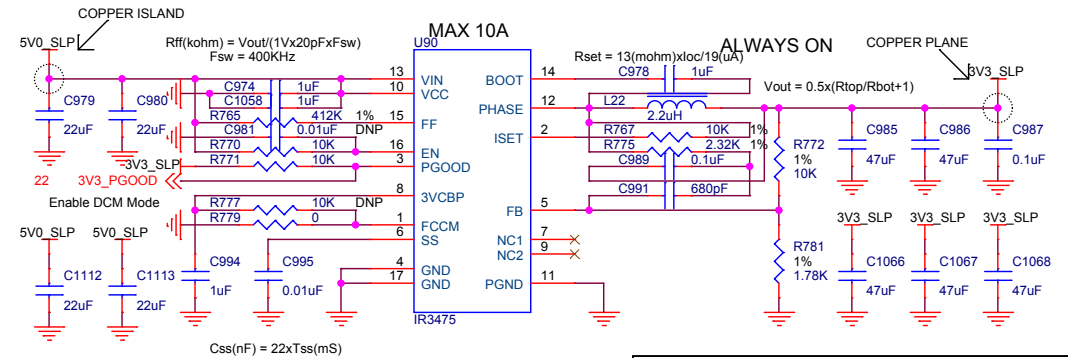 COPPER ISLAND
5V0_SLP
Rff(kohm) = Vout/(1Vx20pFxFsw)
Fsw = 400KHz
MAX 10A
U90
Rset = 13(mohm)xIoc/19(uA)
ALWAYS ON
COPPER PLANE
3V3_SLP
Vout = 0.5x(Rtop/Rbot+1)
C979
22uF
C980
22uF
C974 1uF
C1058 1uF
R765 412K 1%
C981 0.01uF DNP
R770 10K
R771 10K
3V3_SLP
22 3V3_PGOOD
Enable DCM Mode
R777 10K DNP
R779 0
13 VIN
10 VCC
15 FF
16 EN
3 PGOOD
8 3VCBP
1 FCCM
6 SS
4 GND
17 GND
BOOT 14
PHASE 12
ISET 2
FB 5
NC1 7
NC2 9
PGND 11
IR3475
C978 1uF
L22
2.2uH
R767 10K 1%
R775 2.32K 1%
C989 0.1uF
C991 680pF
R772
1%
10K
R781
1%
1.78K
C985
47uF
C986
47uF
C987
0.1uF
5V0_SLP
C1112
22uF
5V0_SLP
C1113
22uF
C994
1uF
C995
0.01uF
3V3_SLP
C1066
47uF
3V3_SLP
C1067
47uF
3V3_SLP
C1068
47uF
Css(nF) = 22xTss(mS)